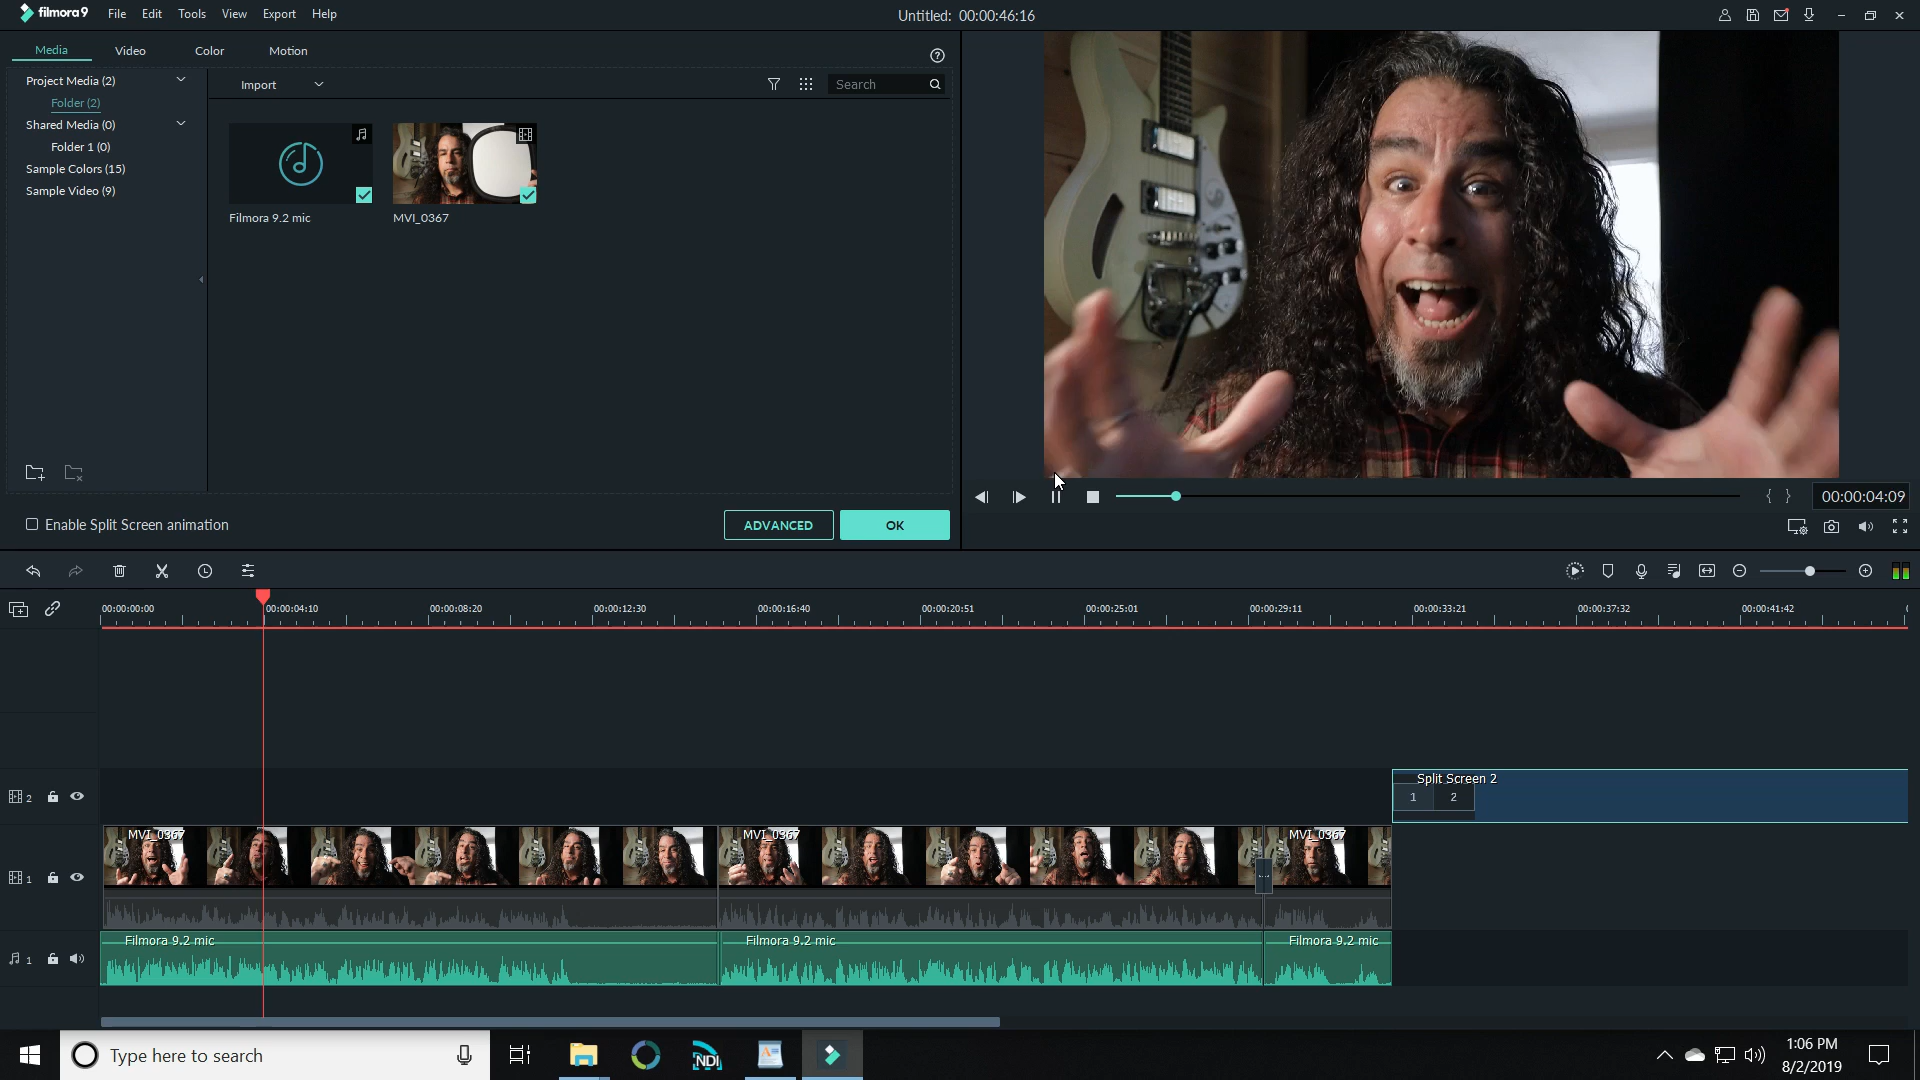 filmora9 File Edit Tools View Export Help
Untitled: 00:00:46:16
Media Video Color Motion
Project Media (2)
Folder (2)
Shared Media (0)
Folder 1 (0)
Sample Colors (15)
Sample Video (9)
Import
Search
Filmora 9.2 mic
MVI_0367
Enable Split Screen animation
ADVANCED
OK
00:00:04:09
00:00:00:00 00:00:04:10 00:00:08:20 00:00:12:30 00:00:16:40 00:00:20:51 00:00:25:01 00:00:29:11 00:00:33:21 00:00:37:32 00:00:41:42
2
Split Screen 2
1 2
1
MVI_0367 MVI_0367 MVI_0367
1
Filmora 9.2 mic Filmora 9.2 mic Filmora 9.2 mic
Type here to search
NDI
1:06 PM
8/2/2019